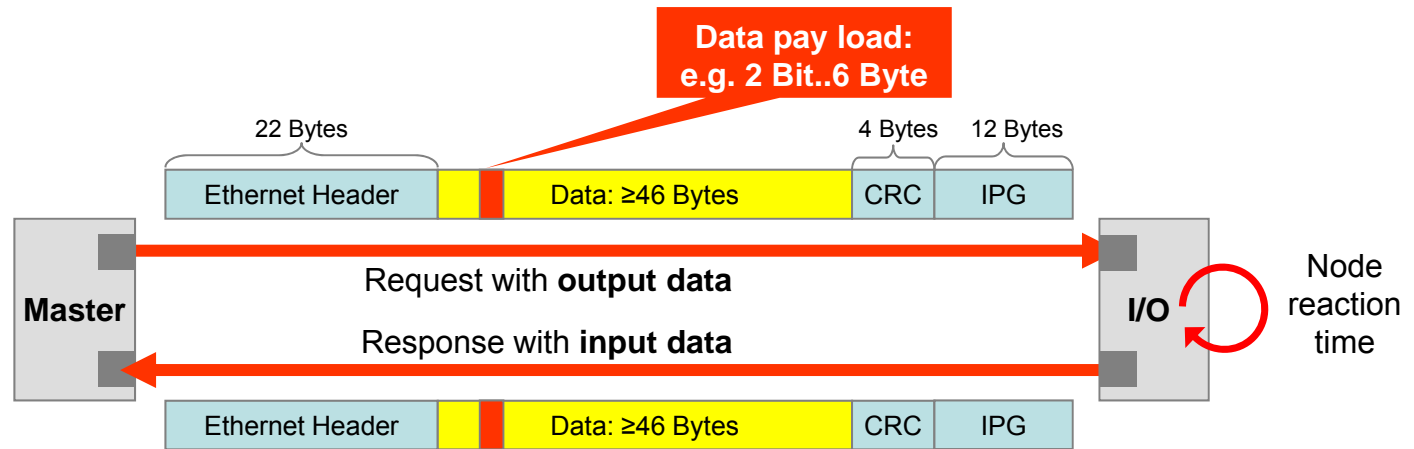 Data pay load:
e.g. 2 Bit..6 Byte
22 Bytes
4 Bytes
12 Bytes
Ethernet Header
Data: ≥46 Bytes
CRC
IPG
Request with output data
Master
I/O
Node
reaction
time
Response with input data
Ethernet Header
Data: ≥46 Bytes
CRC
IPG